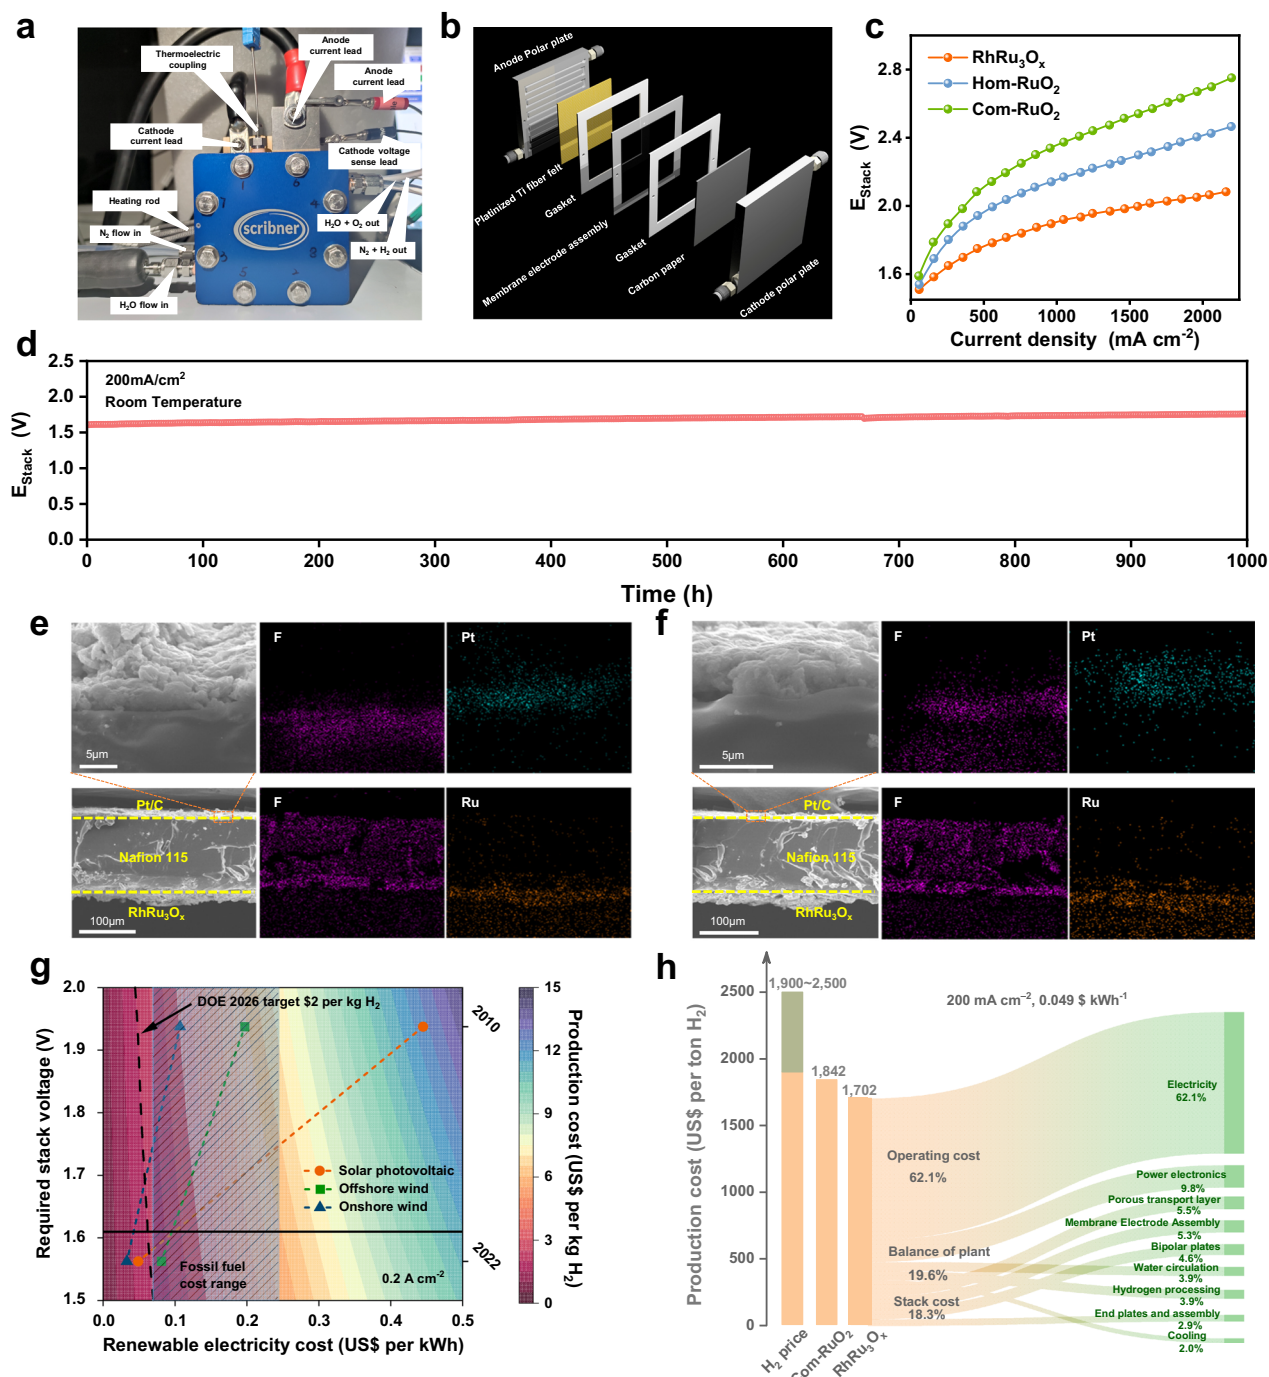 a
Thermoelectric
coupling
Anode
current lead
Anode
current lead
Cathode
current lead
Cathode voltage
sense lead
Heating rod
N₂ flow in
H₂O flow in
H₂O + O₂ out
N₂ + H₂ out
scribner
b
Anode Polar plate
Platinized Ti fiber felt
Gasket
Membrane electrode assembly
Gasket
Carbon paper
Cathode polar plate
c
RhRu₃Oₓ
Hom-RuO₂
Com-RuO₂
E_Stack (V)
2.8
2.4
2.0
1.6
0 500 1000 1500 2000
Current density (mA cm⁻²)
d
200mA/cm²
Room Temperature
E_Stack (V)
2.5
2.0
1.5
1.0
0.5
0.0
0 100 200 300 400 500 600 700 800 900 1000
Time (h)
e
5μm
F
Pt
Pt/C
Nafion 115
RhRu₃Oₓ
100μm
F
Ru
f
5μm
F
Pt
Pt/C
Nafion 115
RhRu₃Oₓ
100μm
F
Ru
g
Required stack voltage (V)
2.0
1.9
1.8
1.7
1.6
1.5
DOE 2026 target $2 per kg H₂
Solar photovoltaic
Offshore wind
Onshore wind
Fossil fuel
cost range
0.2 A cm⁻²
2010
2022
0.0 0.1 0.2 0.3 0.4 0.5
Renewable electricity cost (US$ per kWh)
15
12
9
6
3
0
Production cost (US$ per kg H₂)
h
Production cost (US$ per ton H₂)
2500
2000
1500
1000
500
0
1,900~2,500
1,842
1,702
H₂ price
Com-RuO₂
RhRu₃Oₓ
200 mA cm⁻², 0.049 $ kWh⁻¹
Operating cost
62.1%
Balance of plant
19.6%
Stack cost
18.3%
Electricity
62.1%
Power electronics
9.8%
Porous transport layer
5.5%
Membrane Electrode Assembly
5.3%
Bipolar plates
4.6%
Water circulation
3.9%
Hydrogen processing
3.9%
End plates and assembly
2.9%
Cooling
2.0%